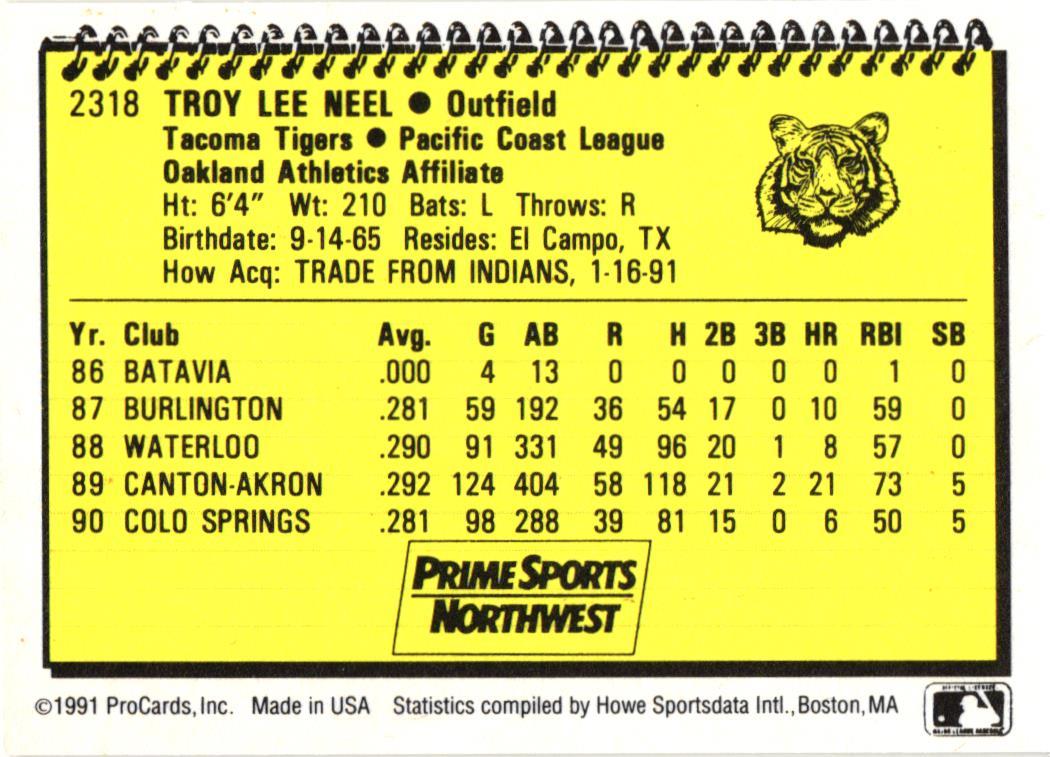 2318 TROY LEE NEEL ● Outfield
Tacoma Tigers ● Pacific Coast League
Oakland Athletics Affiliate
Ht: 6'4" Wt: 210 Bats: L Throws: R
Birthdate: 9-14-65 Resides: El Campo, TX
How Acq: TRADE FROM INDIANS, 1-16-91
Yr. Club Avg. G AB R H 2B 3B HR RBI SB
86 BATAVIA .000 4 13 0 0 0 0 0 1 0
87 BURLINGTON .281 59 192 36 54 17 0 10 59 0
88 WATERLOO .290 91 331 49 96 20 1 8 57 0
89 CANTON-AKRON .292 124 404 58 118 21 2 21 73 5
90 COLO SPRINGS .281 98 288 39 81 15 0 6 50 5
PRIME SPORTS
NORTHWEST
©1991 ProCards, Inc. Made in USA Statistics compiled by Howe Sportsdata Intl., Boston, MA